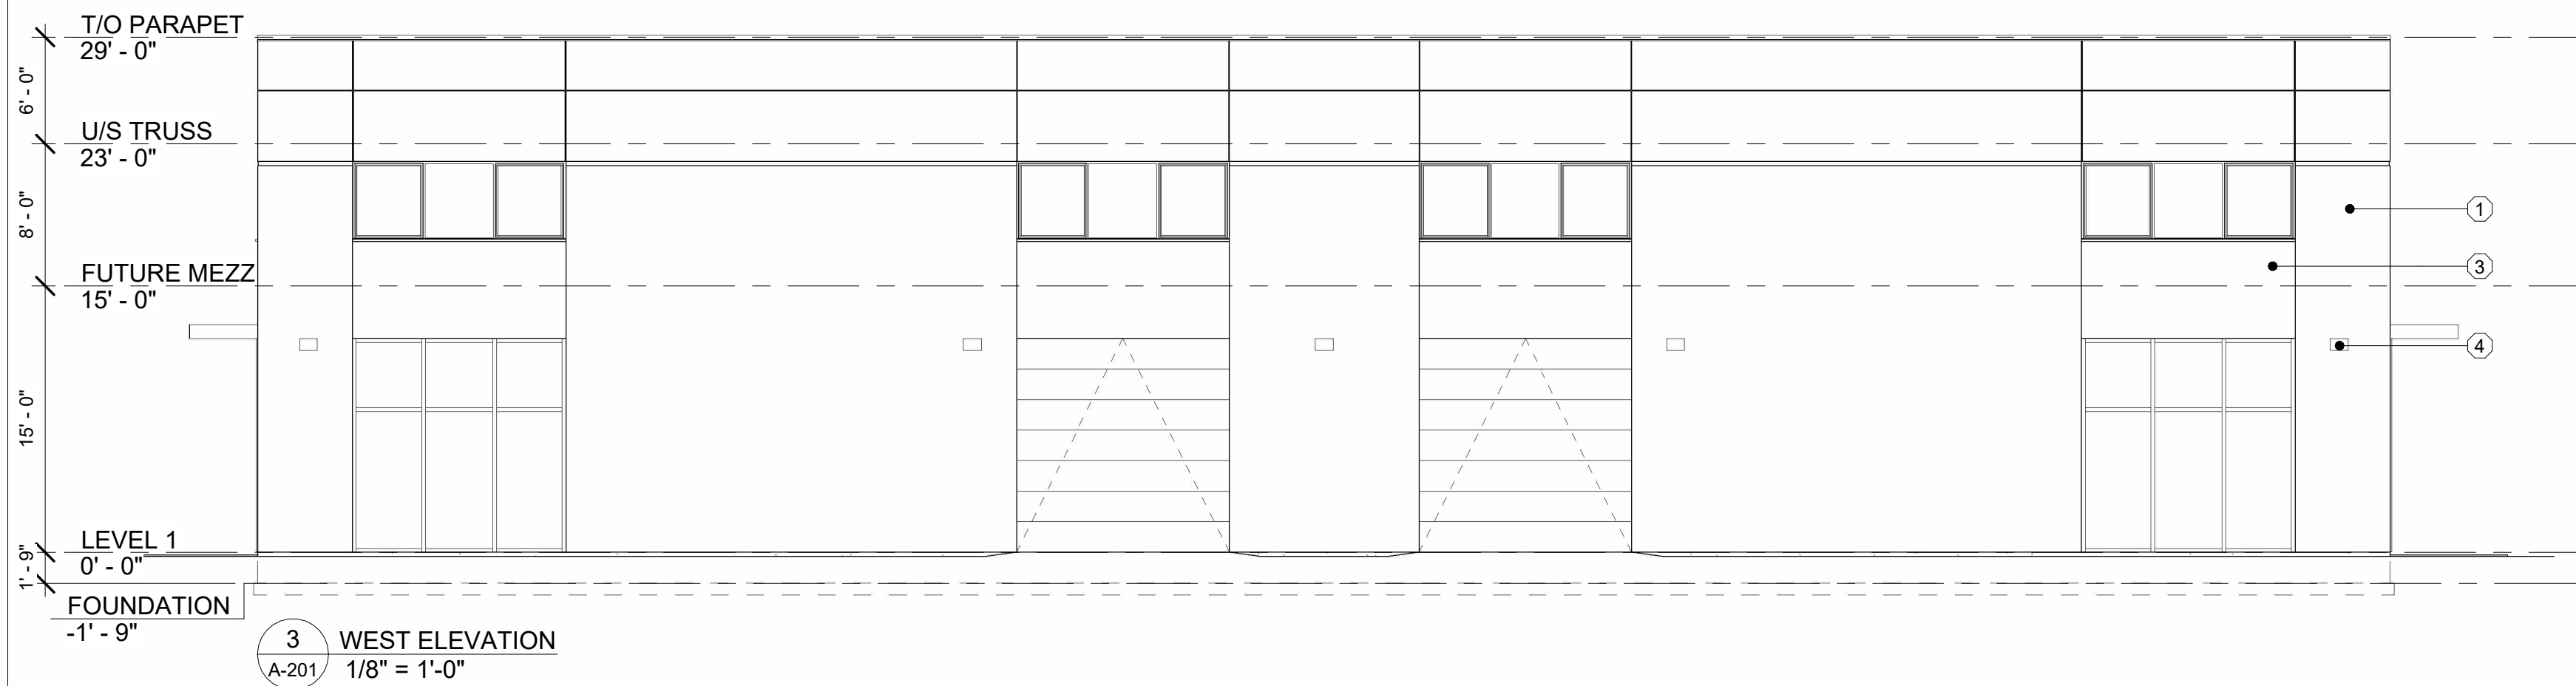 T/O PARAPET
29' - 0"
6' - 0"
U/S TRUSS
23' - 0"
8' - 0"
1
3
FUTURE MEZZ
15' - 0"
4
15' - 0"
LEVEL 1
0' - 0"
1' - 9"
FOUNDATION
-1' - 9"
3
WEST ELEVATION
A-201
1/8" = 1'-0"